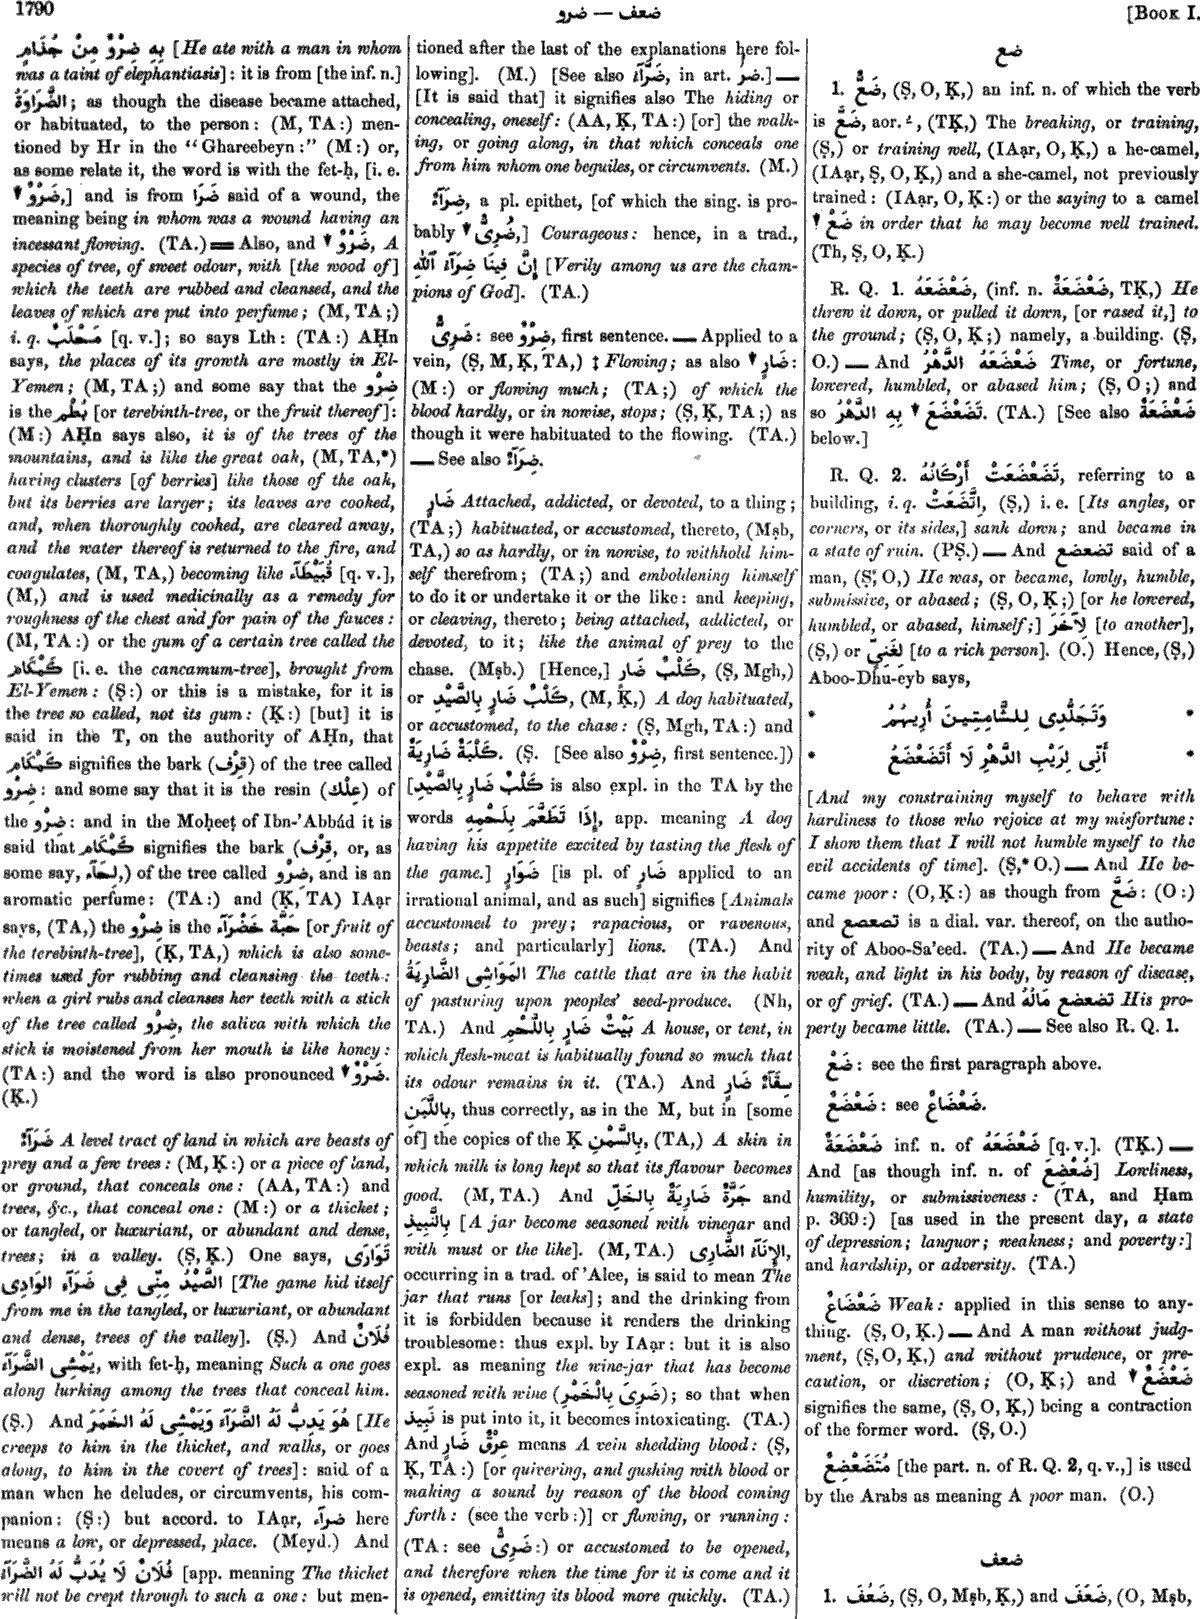 1790
ضعف — ضرو
[BOOK I.
بِهِ ضِرْوٌ مِنْ جُذَامٍ [He ate with a man in whom
was a taint of elephantiasis]: it is from [the inf. n.]
الضَّرَاوَةُ; as though the disease became attached,
or habituated, to the person: (M, TA:) men-
tioned by Hr in the “Ghareebeyn:” (M:) or,
as some relate it, the word is with the fet-ḥ, [i. e.
▼ ضَرْوٌ,] and is from ضَرَا said of a wound, the
meaning being in whom was a wound having an
incessant flowing. (TA.) ═ Also, and ▼ ضَرْوٌ, A
species of tree, of sweet odour, with [the wood of]
which the teeth are rubbed and cleansed, and the
leaves of which are put into perfume; (M, TA;)
i. q. مَحْلَبٌ [q. v.]; so says Lth: (TA:) AḤn
says, the places of its growth are mostly in El-
Yemen; (M, TA;) and some say that the ضِرْو
is the بُطْم [or terebinth-tree, or the fruit thereof]:
(M:) AḤn says also, it is of the trees of the
mountains, and is like the great oak, (M, TA,*)
having clusters [of berries] like those of the oak,
but its berries are larger; its leaves are cooked,
and, when thoroughly cooked, are cleared away,
and the water thereof is returned to the fire, and
coagulates, (M, TA,) becoming like قُبَّيْطَآء [q. v.],
(M,) and is used medicinally as a remedy for
roughness of the chest and for pain of the fauces:
(M, TA:) or the gum of a certain tree called the
كَمْكَام [i. e. the cancamum-tree], brought from
El-Yemen: (Ṣ:) or this is a mistake, for it is
the tree so called, not its gum: (Ḳ:) [but] it is
said in the T, on the authority of AḤn, that
كَمْكَام signifies the bark (قِرْف) of the tree called
ضِرْو: and some say that it is the resin (عِلْك) of
the ضِرْو: and in the Moḥeeṭ of Ibn-’Abbád it is
said that كَمْكَام signifies the bark (قِرْف, or, as
some say, لِحَآء,) of the tree called ضِرْو, and is an
aromatic perfume: (TA:) and (Ḳ, TA) IAạr
says, (TA,) the ضِرْو is the حَبَّة خَضْرَآء [or fruit of
the terebinth-tree], (Ḳ, TA,) which is also some-
times used for rubbing and cleansing the teeth:
when a girl rubs and cleanses her teeth with a stick
of the tree called ضِرْو, the saliva with which the
stick is moistened from her mouth is like honey:
(TA:) and the word is also pronounced ▼ ضَرْوٌ.
(Ḳ.)
ضَرَآءٌ A level tract of land in which are beasts of
prey and a few trees: (M, Ḳ:) or a piece of land,
or ground, that conceals one: (AA, TA:) and
trees, &c., that conceal one: (M:) or a thicket;
or tangled, or luxuriant, or abundant and dense,
trees; in a valley. (Ṣ, Ḳ.) One says, تَوَارَى
الصَّيْدُ مِنِّى فِى ضَرَآءِ الوَادِى [The game hid itself
from me in the tangled, or luxuriant, or abundant
and dense, trees of the valley]. (Ṣ.) And فُلَانٌ
يَمْشِى الضَّرَآءَ, with fet-ḥ, meaning Such a one goes
along lurking among the trees that conceal him.
(Ṣ.) And هُوَ يَدِبُّ لَهُ الضَّرَآءَ وَيَمْشِى لَهُ الخَمَرَ [He
creeps to him in the thicket, and walks, or goes
along, to him in the covert of trees]: said of a
man when he deludes, or circumvents, his com-
panion: (Ṣ:) but accord. to IAạr, ضراء here
means a low, or depressed, place. (Meyd.) And
فُلَانٌ لَا يُدَبُّ لَهُ الضَّرَآءُ [app. meaning The thicket
will not be crept through to such a one: but men-
tioned after the last of the explanations here fol-
lowing]. (M.) [See also ضَرَّآءُ, in art. ضر.] —
[It is said that] it signifies also The hiding or
concealing, oneself: (AA, Ḳ, TA:) [or] the walk-
ing, or going along, in that which conceals one
from him whom one beguiles, or circumvents. (M.)
ضِرَآءٌ, a pl. epithet, [of which the sing. is pro-
bably ▼ ضُرِىٌّ,] Courageous: hence, in a trad.,
إِنَّ فِينَا ضِرَآءَ ٱللّٰهِ [Verily among us are the cham-
pions of God]. (TA.)
ضَرِىٌّ: see ضِرْوٌ, first sentence. — Applied to a
vein, (Ṣ, M, Ḳ, TA,) ‡ Flowing; as also ▼ ضَارٍ:
(M:) or flowing much; (TA;) of which the
blood hardly, or in nowise, stops; (Ṣ, Ḳ, TA;) as
though it were habituated to the flowing. (TA.)
— See also ضِرَآءٌ.
ضَارٍ Attached, addicted, or devoted, to a thing;
(TA;) habituated, or accustomed, thereto, (Mṣb,
TA,) so as hardly, or in nowise, to withhold him-
self therefrom; (TA;) and emboldening himself
to do it or undertake it or the like: and keeping,
or cleaving, thereto; being attached, addicted, or
devoted, to it; like the animal of prey to the
chase. (Mṣb.) [Hence,] كَلْبٌ ضَارٍ, (Ṣ, Mgh,)
or كَلْبٌ ضَارٍ بِالصَّيْدِ, (M, Ḳ,) A dog habituated,
or accustomed, to the chase: (Ṣ, Mgh, TA:) and
كَلْبَةٌ ضَارِيَةٌ. (Ṣ. [See also ضِرْوٌ, first sentence.])
[كَلْبٌ ضَارٍ بِالصَّيْدِ is also expl. in the TA by the
words إِذَا تَطَعَّمَ بِلَحْمِهِ, app. meaning A dog
having his appetite excited by tasting the flesh of
the game.] ضَوَارٍ [is pl. of ضَارٍ applied to an
irrational animal, and as such] signifies [Animals
accustomed to prey; rapacious, or ravenous,
beasts; and particularly] lions. (TA.) And
المَوَاشِى الضَّارِيَةُ The cattle that are in the habit
of pasturing upon peoples’ seed-produce. (Nh,
TA.) And بَيْتٌ ضَارٍ بِاللَّحْمِ A house, or tent, in
which flesh-meat is habitually found so much that
its odour remains in it. (TA.) And سِقَآءٌ ضَارٍ
بِاللَّبَنِ, thus correctly, as in the M, but in [some
of] the copies of the Ḳ بِالسَّمْنِ, (TA,) A skin in
which milk is long kept so that its flavour becomes
good. (M, TA.) And جَرَّةٌ ضَارِيَةٌ بِالخَلِّ and
بِالنَّبِيذِ [A jar become seasoned with vinegar and
with must or the like]. (M, TA.) الإِنَآءُ الضَّارِى,
occurring in a trad. of ’Alee, is said to mean The
jar that runs [or leaks]; and the drinking from
it is forbidden because it renders the drinking
troublesome: thus expl. by IAạr: but it is also
expl. as meaning the wine-jar that has become
seasoned with wine (ضَرِىَ بِالْخَمْرِ); so that when
نَبِيذ is put into it, it becomes intoxicating. (TA.)
And عِرْقٌ ضَارٍ means A vein shedding blood: (Ṣ,
Ḳ, TA:) [or quivering, and gushing with blood or
making a sound by reason of the blood coming
forth: (see the verb:)] or flowing, or running:
(TA: see ضَرِىٌّ:) or accustomed to be opened,
and therefore when the time for it is come and it
is opened, emitting its blood more quickly. (TA.)
ضع
1. ضَعٌّ, (Ṣ, O, Ḳ,) an inf. n. of which the verb
is ضَعَّ, aor. ـُ, (TḲ,) The breaking, or training,
(Ṣ,) or training well, (IAạr, O, Ḳ,) a he-camel,
(IAạr, Ṣ, O, Ḳ,) and a she-camel, not previously
trained: (IAạr, O, Ḳ:) or the saying to a camel
▼ ضَعْ in order that he may become well trained.
(Th, Ṣ, O, Ḳ.)
R. Q. 1. ضَعْضَعَهُ, (inf. n. ضَعْضَعَةٌ, TḲ,) He
threw it down, or pulled it down, [or rased it,] to
the ground; (Ṣ, O, Ḳ;) namely, a building. (Ṣ,
O.) — And ضَعْضَعَهُ الدَّهْرُ Time, or fortune,
lowered, humbled, or abased him; (Ṣ, O;) and
so ▼ تَضَعْضَعَ بِهِ الدَّهْرُ. (TA.) [See also ضَعْضَعَةٌ
below.]
R. Q. 2. تَضَعْضَعَتْ أَرْكَانُهُ, referring to a
building, i. q. اتَّضَعَتْ, (Ṣ,) i. e. [Its angles, or
corners, or its sides,] sank down; and became in
a state of ruin. (PṢ.) — And تضعضع said of a
man, (Ṣ, O,) He was, or became, lowly, humble,
submissive, or abased; (Ṣ, O, Ḳ;) [or he lowered,
humbled, or abased, himself;] لِآخَرَ [to another],
(Ṣ,) or لِغَنِىٍّ [to a rich person]. (O.) Hence, (Ṣ,)
Aboo-Dhu-eyb says,
* وَتَجَلُّدِى لِلشَّامِتِينَ أُرِيهُمُ *
* أَنِّى لِرَيْبِ الدَّهْرِ لَا أَتَضَعْضَعُ *
[And my constraining myself to behave with
hardiness to those who rejoice at my misfortune:
I show them that I will not humble myself to the
evil accidents of time]. (Ṣ,* O.) — And He be-
came poor: (O, Ḳ:) as though from ضَعَّ: (O:)
and تصعصع is a dial. var. thereof, on the autho-
rity of Aboo-Sa’eed. (TA.) — And He became
weak, and light in his body, by reason of disease,
or of grief. (TA.) — And تضعضع مَالُهُ His pro-
perty became little. (TA.) — See also R. Q. 1.
ضَعْ: see the first paragraph above.
ضَعْضَعٌ: see ضَعْضَاعٌ.
ضَعْضَعَةٌ inf. n. of ضَعْضَعَهُ [q. v.]. (TḲ.) —
And [as though inf. n. of ضُعْضِعَ] Lowliness,
humility, or submissiveness: (TA, and Ḥam
p. 369:) [as used in the present day, a state
of depression; languor; weakness; and poverty:]
and hardship, or adversity. (TA.)
ضَعْضَاعٌ Weak: applied in this sense to any-
thing. (Ṣ, O, Ḳ.) — And A man without judg-
ment, (Ṣ, O, Ḳ,) and without prudence, or pre-
caution, or discretion; (O, Ḳ;) and ▼ ضَعْضَعٌ
signifies the same, (Ṣ, O, Ḳ,) being a contraction
of the former word. (Ṣ, O.)
مُتَضَعْضِعٌ [the part. n. of R. Q. 2, q. v.,] is used
by the Arabs as meaning A poor man. (O.)
ضعف
1. ضَعُفَ, (Ṣ, O, Mṣb, Ḳ,) and ضَعَفَ, (O, Mṣb,